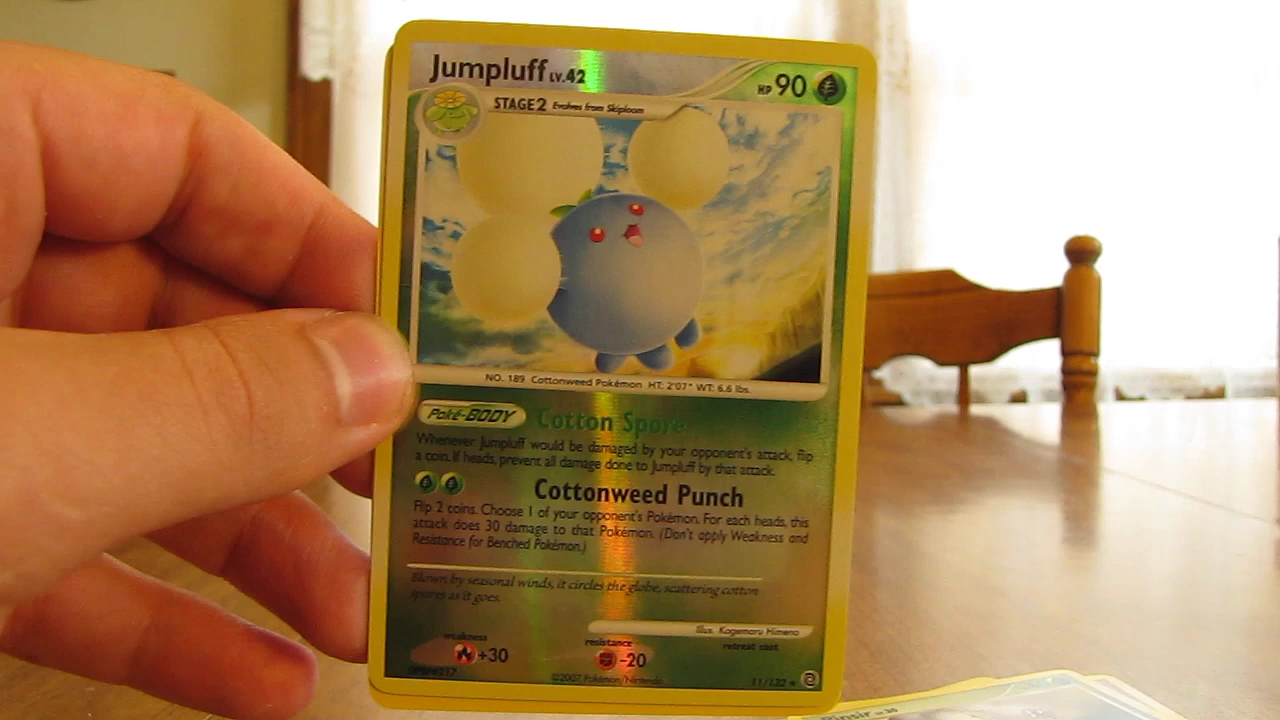 Jumpluff LV.42
HP 90
STAGE2 Evolves from Skiploom
NO. 189 Cottonweed Pokémon HT: 2'07" WT: 6.6 lbs.
Poké-BODY Cotton Spore
Whenever Jumpluff would be damaged by your opponent's attack, flip
a coin. If heads, prevent all damage done to Jumpluff by that attack.
Cottonweed Punch
Flip 2 coins. Choose 1 of your opponent's Pokémon. For each heads, this
attack does 30 damage to that Pokémon. (Don't apply Weakness and
Resistance for Benched Pokémon.)
Blown by seasonal winds, it circles the globe, scattering cotton
spores as it goes.
Illus. Kagemaru Himeno
weakness
+30
resistance
-20
retreat cost
©2007 Pokémon/Nintendo
11/132 ★
Pinsir